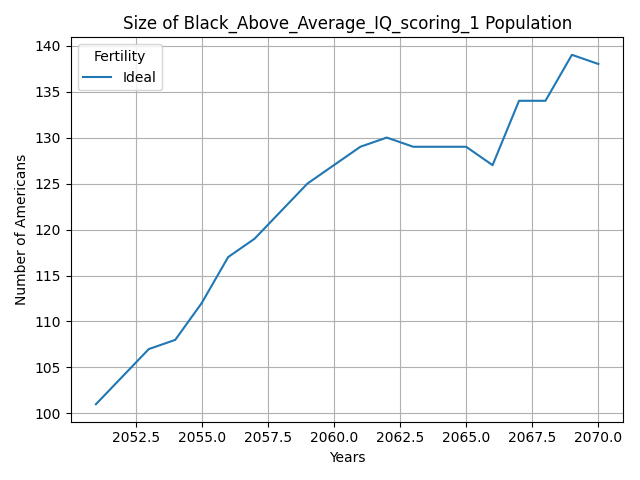 Size of Black_Above_Average_IQ_scoring_1 Population
Fertility
Ideal
Number of Americans
140
135
130
125
120
115
110
105
100
2052.5 2055.0 2057.5 2060.0 2062.5 2065.0 2067.5 2070.0
Years